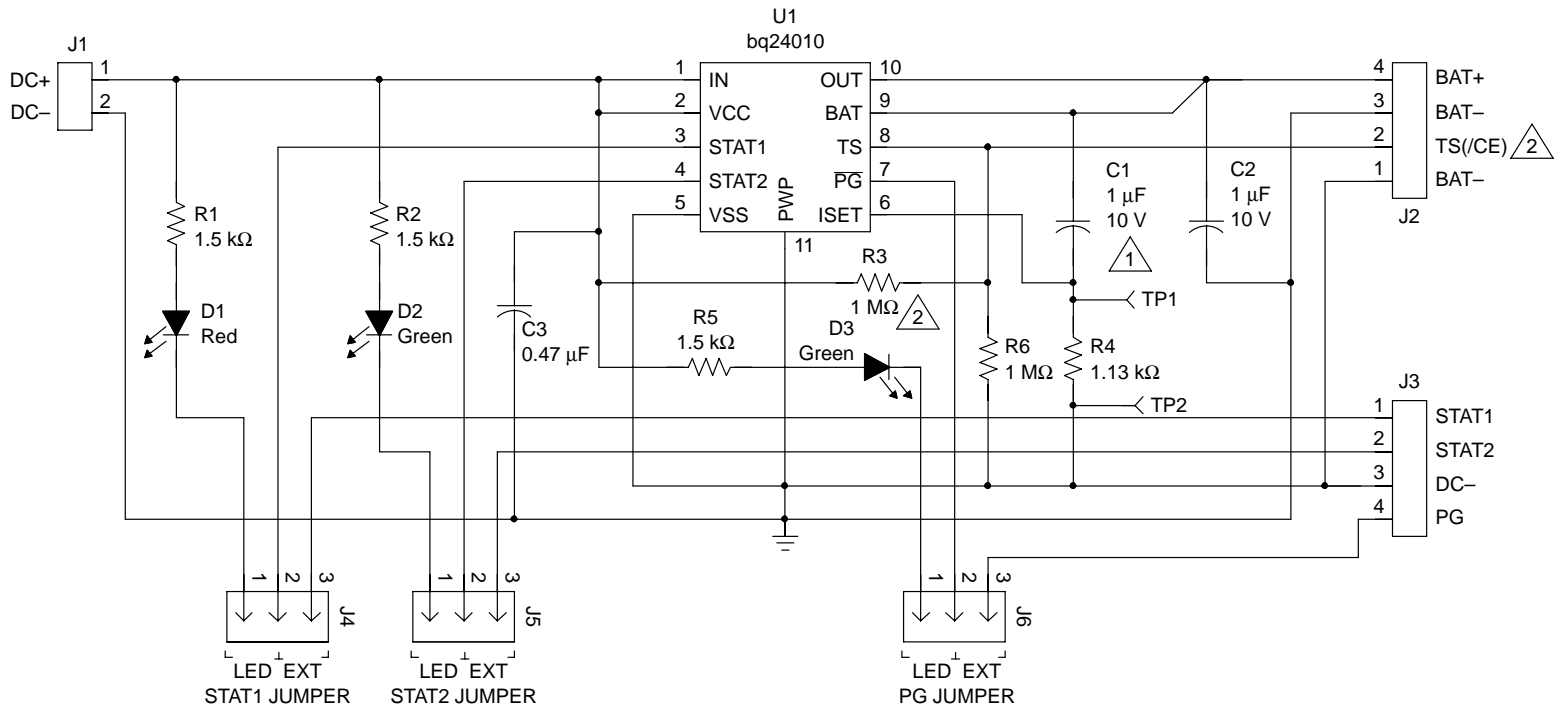 U1
bq24010
J1
DC+
DC–
1
2
1
2
3
4
5
IN
VCC
STAT1
STAT2
VSS
PWP
11
OUT
BAT
TS
PG
ISET
10
9
8
7
6
4
3
2
1
BAT+
BAT–
TS(/CE)
2
BAT–
J2
R1
1.5 kΩ
R2
1.5 kΩ
C1
1 μF
10 V
1
C2
1 μF
10 V
R3
1 MΩ
2
TP1
D1
Red
D2
Green
C3
0.47 μF
R5
1.5 kΩ
D3
Green
R6
1 MΩ
R4
1.13 kΩ
TP2
J3
1
2
3
4
STAT1
STAT2
DC–
PG
1
2
3
J4
LED EXT
STAT1 JUMPER
1
2
3
J5
LED EXT
STAT2 JUMPER
1
2
3
J6
LED EXT
PG JUMPER